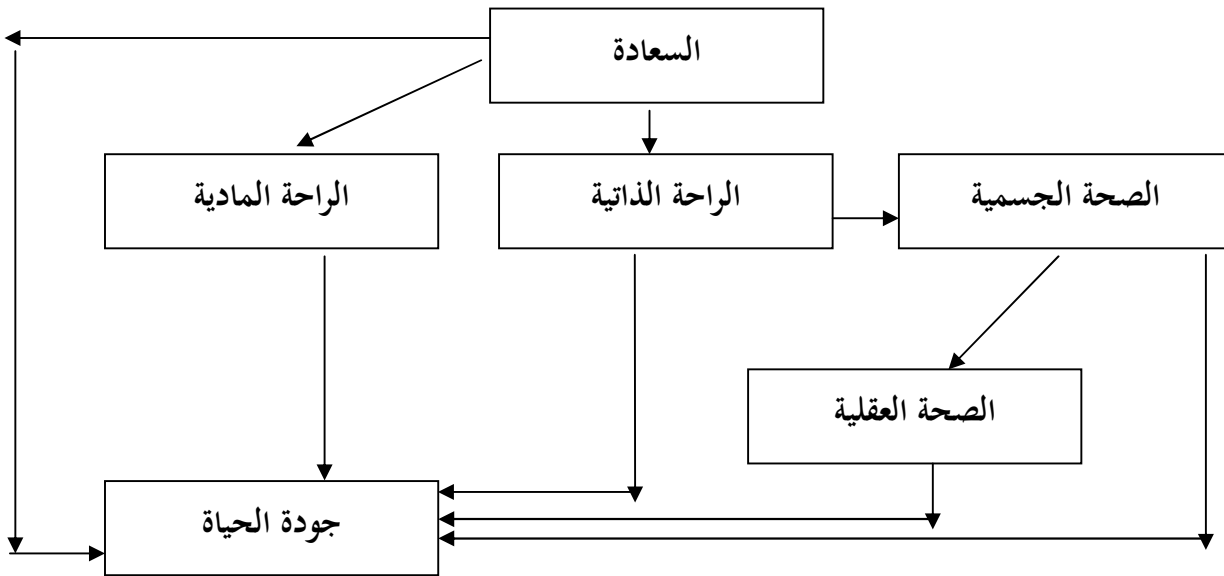 السعادة
الصحة الجسمية
الراحة الذاتية
الراحة المادية
الصحة العقلية
جودة الحياة